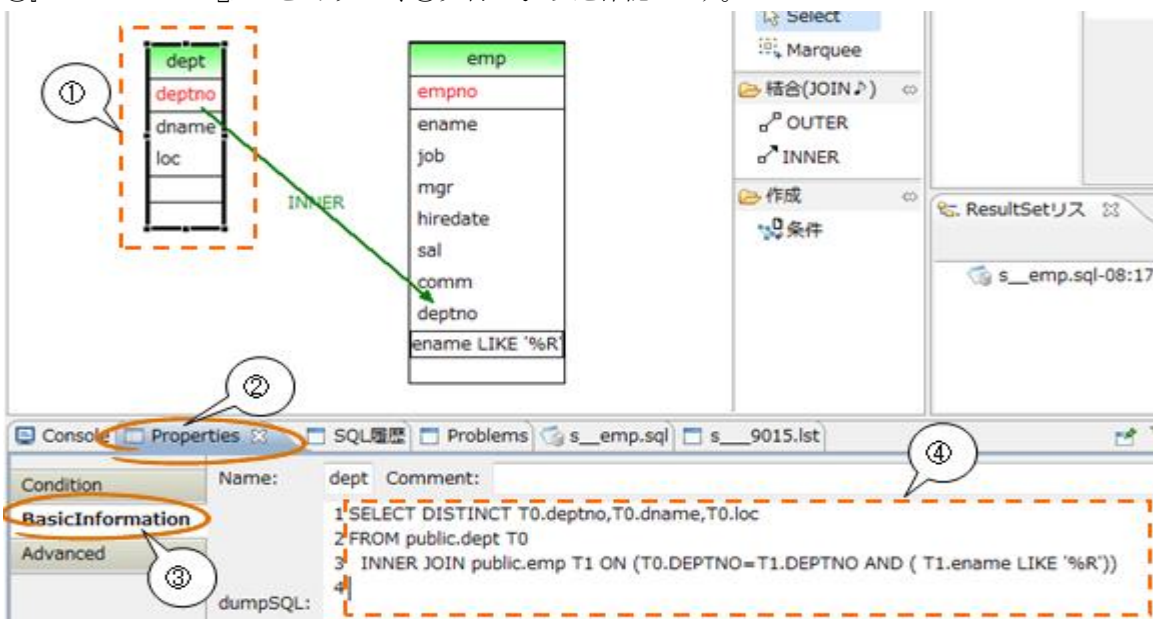 ①
dept
deptno
dname
loc
INNER
emp
empno
ename
job
mgr
hiredate
sal
comm
deptno
ename LIKE '%R'
Select
Marquee
結合(JOIN♪)
OUTER
INNER
作成
条件
ResultSetリス
s__emp.sql-08:17
②
Console
Properties
SQL履歴
Problems
s__emp.sql
s___9015.lst
④
Condition
BasicInformation
Advanced
③
Name: dept Comment:
dumpSQL:
1 SELECT DISTINCT T0.deptno,T0.dname,T0.loc
2 FROM public.dept T0
3 INNER JOIN public.emp T1 ON (T0.DEPTNO=T1.DEPTNO AND ( T1.ename LIKE '%R'))
4